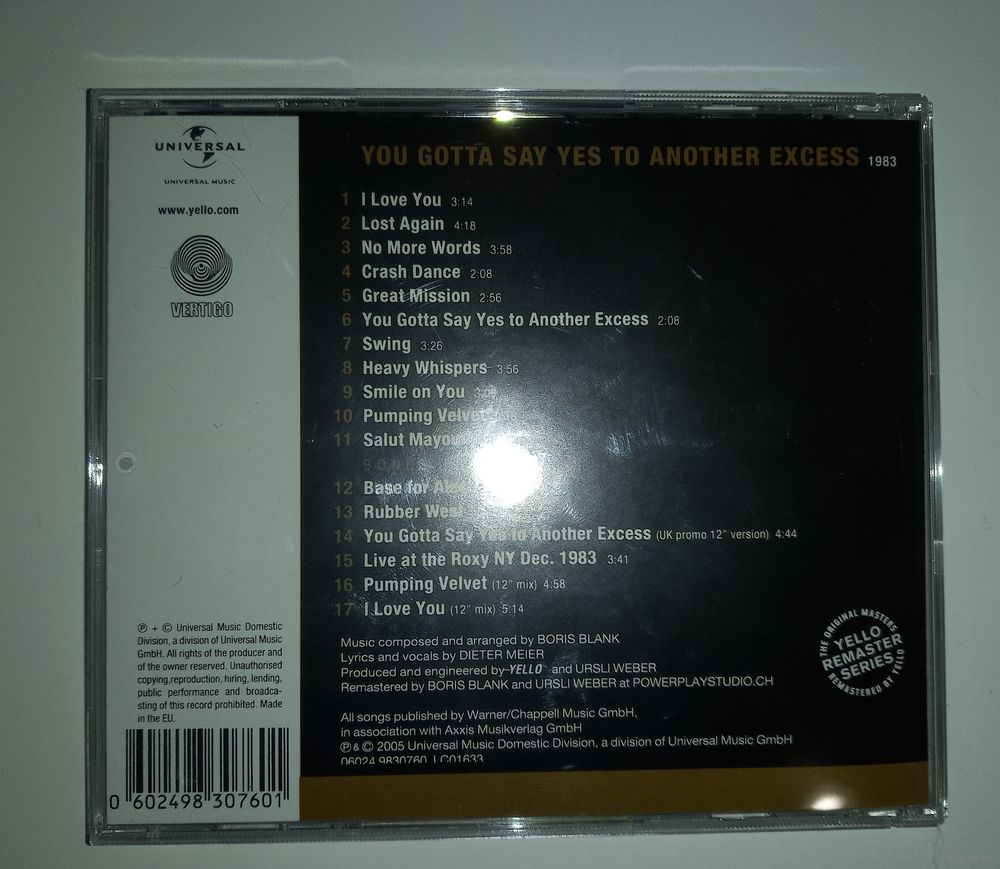 UNIVERSAL
UNIVERSAL MUSIC
www.yello.com
VERTIGO
YOU GOTTA SAY YES TO ANOTHER EXCESS 1983
1 I Love You 3:14
2 Lost Again 4:18
3 No More Words 3:58
4 Crash Dance 2:08
5 Great Mission 2:56
6 You Gotta Say Yes to Another Excess 2:08
7 Swing 3:26
8 Heavy Whispers 3:56
9 Smile on You
10 Pumping Velvet
11 Salut
12 Base for
13 Rubber
14 You Gotta Say Yes to Another Excess (UK promo 12" version) 4:44
15 Live at the Roxy NY Dec. 1983 3:41
16 Pumping Velvet (12" mix) 4:58
17 I Love You (12" mix) 5:14
Music composed and arranged by BORIS BLANK
Lyrics and vocals by DIETER MEIER
Produced and engineered by YELLO and URSLI WEBER
Remastered by BORIS BLANK and URSLI WEBER at POWERPLAYSTUDIO.CH
All songs published by Warner/Chappell Music GmbH,
in association with Axxis Musikverlag GmbH
℗ & © 2005 Universal Music Domestic Division, a division of Universal Music GmbH
06024 9830760 LC01633
THE ORIGINAL MASTERS
YELLO
REMASTER
SERIES
REMASTERED BY YELLO
℗ + © Universal Music Domestic
Division, a division of Universal Music
GmbH. All rights of the producer and
of the owner reserved. Unauthorised
copying,reproduction, hiring, lending,
public performance and broadca-
sting of this record prohibited. Made
in the EU.
0 602498 307601